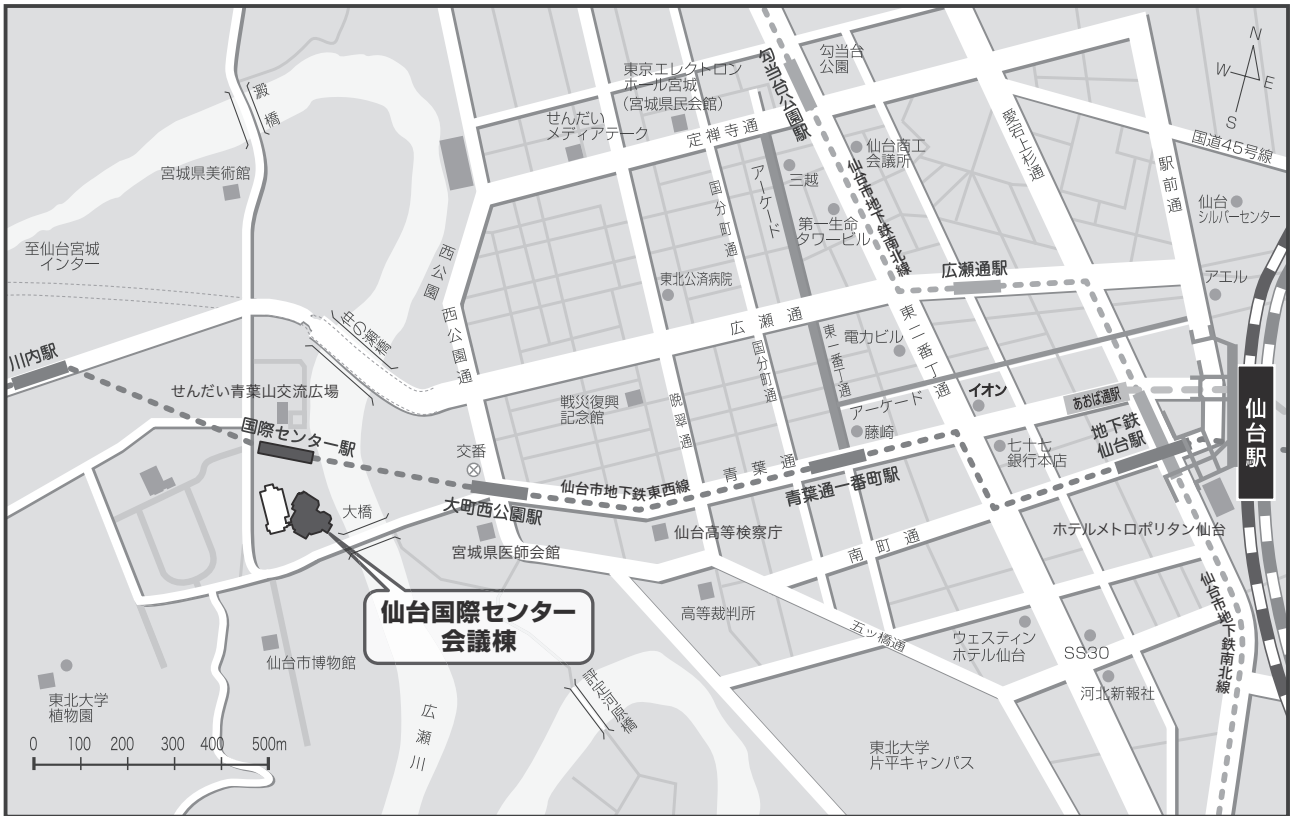 N
W
E
S
澱橋
宮城県美術館
至仙台宮城
インター
川内駅
西公園
西公園通
仲の瀬橋
せんだい青葉山交流広場
国際センター駅
大橋
交番
大町西公園駅
宮城県医師会館
仙台国際センター
会議棟
仙台市博物館
東北大学
植物園
0 100 200 300 400 500m
広瀬川
評定河原橋
東京エレクトロン
ホール宮城
（宮城県民会館）
せんだい
メディアテーク
定禅寺通
国分町通
アーケード
勾当台公園駅
勾当台
公園
仙台商工
会議所
三越
第一生命
タワービル
仙台市地下鉄南北線
愛宕上杉通
国道45号線
駅前通
仙台
シルバーセンター
アエル
東北公済病院
広瀬通
広瀬通駅
東一番丁通
電力ビル
東二番丁通
国分町通
晩翠通
戦災復興
記念館
イオン
アーケード
藤崎
あおば通駅
地下鉄
仙台駅
仙台駅
七十七
銀行本店
青葉通
青葉通一番町駅
仙台市地下鉄東西線
仙台高等検察庁
南町通
ホテルメトロポリタン仙台
仙台市地下鉄南北線
高等裁判所
五ツ橋通
ウェスティン
ホテル仙台
SS30
河北新報社
東北大学
片平キャンパス